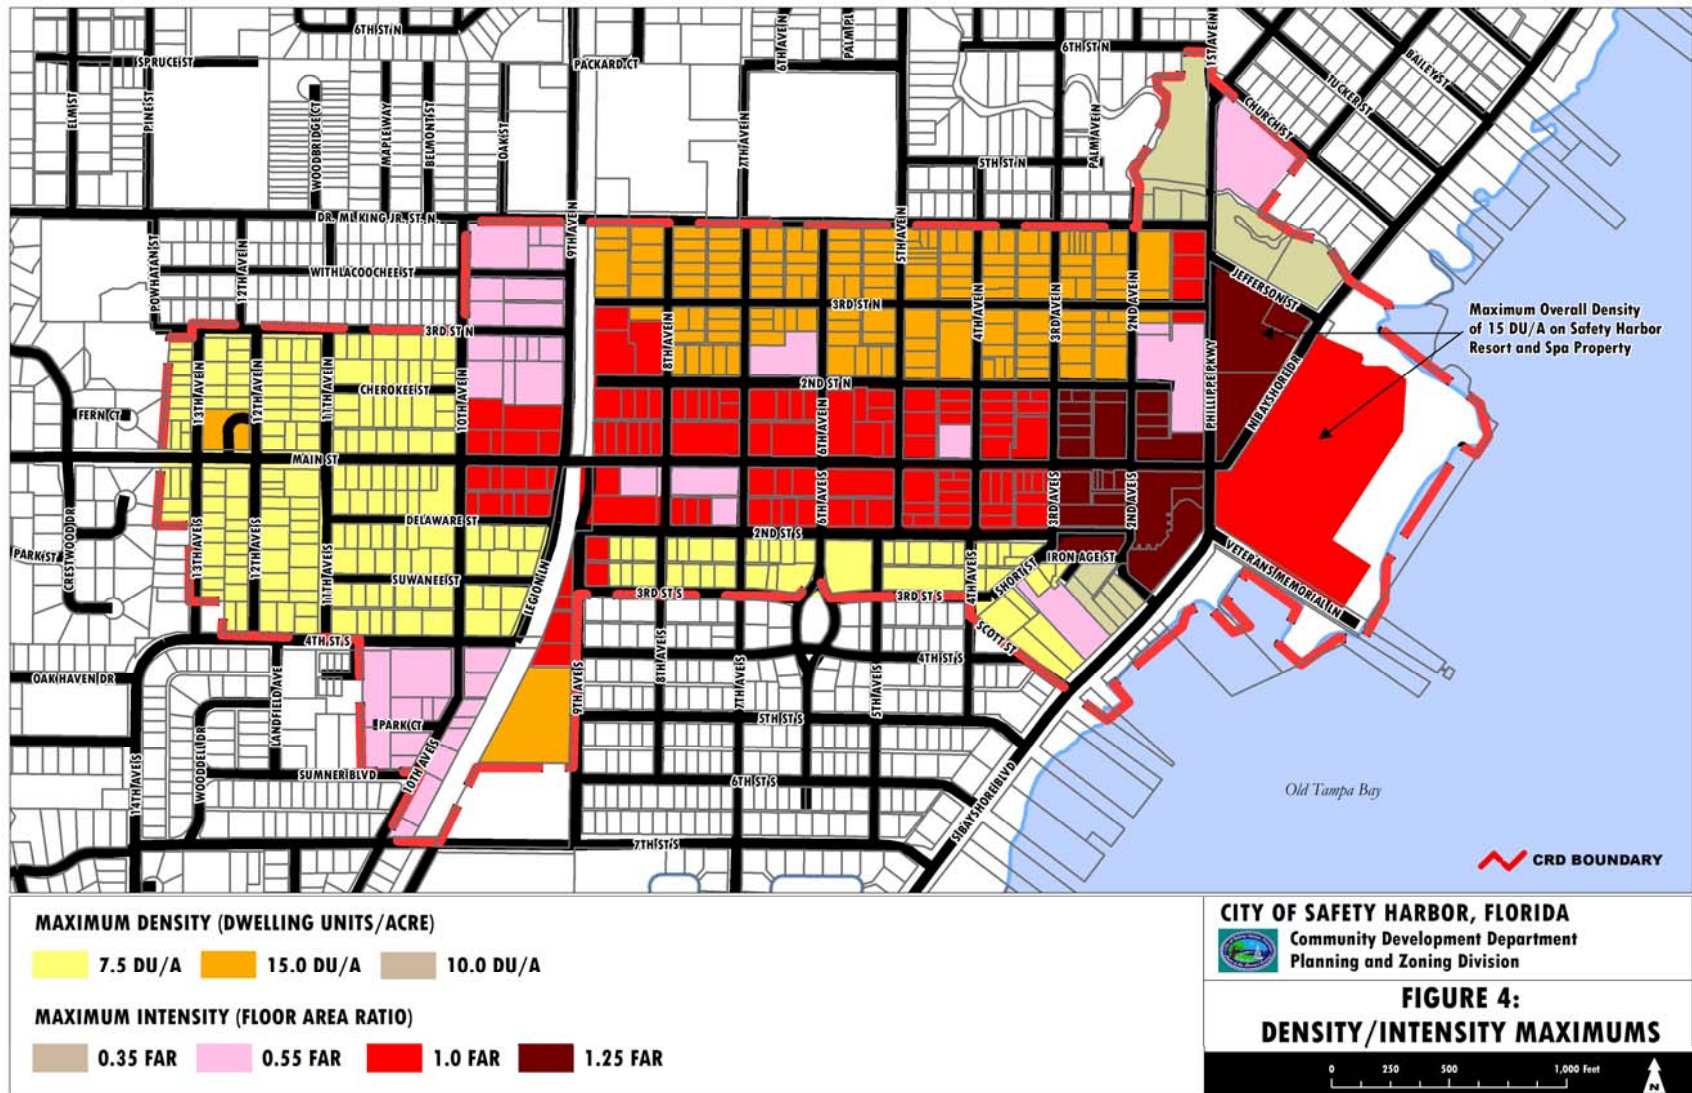 6TH ST N
SPRUCE ST
PACKARD CT
6TH AVE N
PALM PL
6TH ST N
1ST AVE N
BAILEY ST
TUCKER ST
CHURCH ST
ELM ST
PINE ST
WOODBRIDGE CT
MAPLE WAY
BELMONT ST
OAK ST
7TH AVE N
PALM AVE N
5TH ST N
DR. ML KING JR. ST. N.
9TH AVE N
5TH AVE N
POWHATAN ST
12TH AVE N
WITHLACOOCHEE ST
JEFFERSON ST
3RD ST N
4TH AVE N
3RD AVE N
2ND AVE N
3RD ST N
8TH AVE N
Maximum Overall Density
of 15 DU/A on Safety Harbor
Resort and Spa Property
13TH AVE N
12TH AVE N
11TH AVE N
CHEROKEE ST
10TH AVE N
2ND ST N
PHILLIPPE PKWY
N BAYSHORE DR
FERN CT
6TH AVE N
MAIN ST
CRESTWOOD DR
6TH AVE S
3RD AVE S
2ND AVE S
DELAWARE ST
2ND ST S
13TH AVE S
12TH AVE S
11TH AVE S
PARK ST
IRON AGE ST
VETERANS MEMORIAL LN
SUWANEE ST
LEGION LN
SHORT ST
4TH AVE S
3RD ST S
3RD ST S
SCOTT ST
4TH ST S
4TH ST S
OAK HAVEN DR
LANDFIELD AVE
9TH AVE S
8TH AVE S
7TH AVE S
5TH AVE S
PARK CT
5TH ST S
WOODDELL DR
14TH AVE S
10TH AVE S
SUMNER BLVD
6TH ST S
S BAYSHORE BLVD
Old Tampa Bay
7TH ST S
CRD BOUNDARY
MAXIMUM DENSITY (DWELLING UNITS/ACRE)
7.5 DU/A 15.0 DU/A 10.0 DU/A
MAXIMUM INTENSITY (FLOOR AREA RATIO)
0.35 FAR 0.55 FAR 1.0 FAR 1.25 FAR
CITY OF SAFETY HARBOR, FLORIDA
Community Development Department
Planning and Zoning Division
FIGURE 4:
DENSITY/INTENSITY MAXIMUMS
0 250 500 1,000 Feet
N